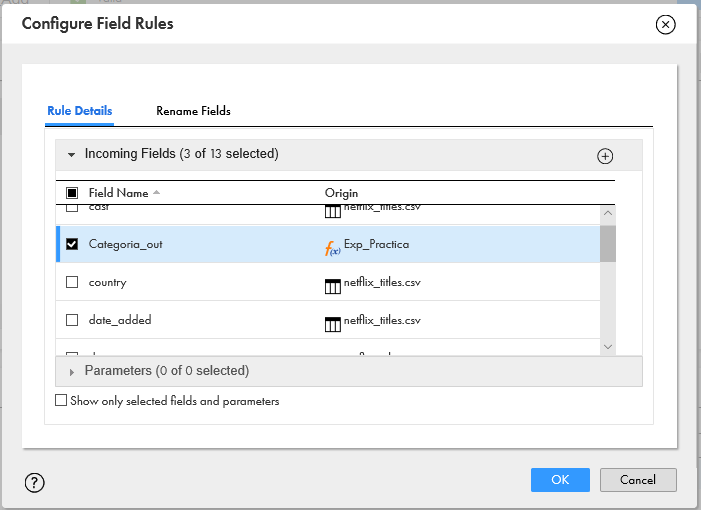 Configure Field Rules
Rule Details
Rename Fields
Incoming Fields (3 of 13 selected)
Field Name
Origin
cast
netflix_titles.csv
Categoria_out
f(x) Exp_Practica
country
netflix_titles.csv
date_added
netflix_titles.csv
Parameters (0 of 0 selected)
Show only selected fields and parameters
?
OK
Cancel